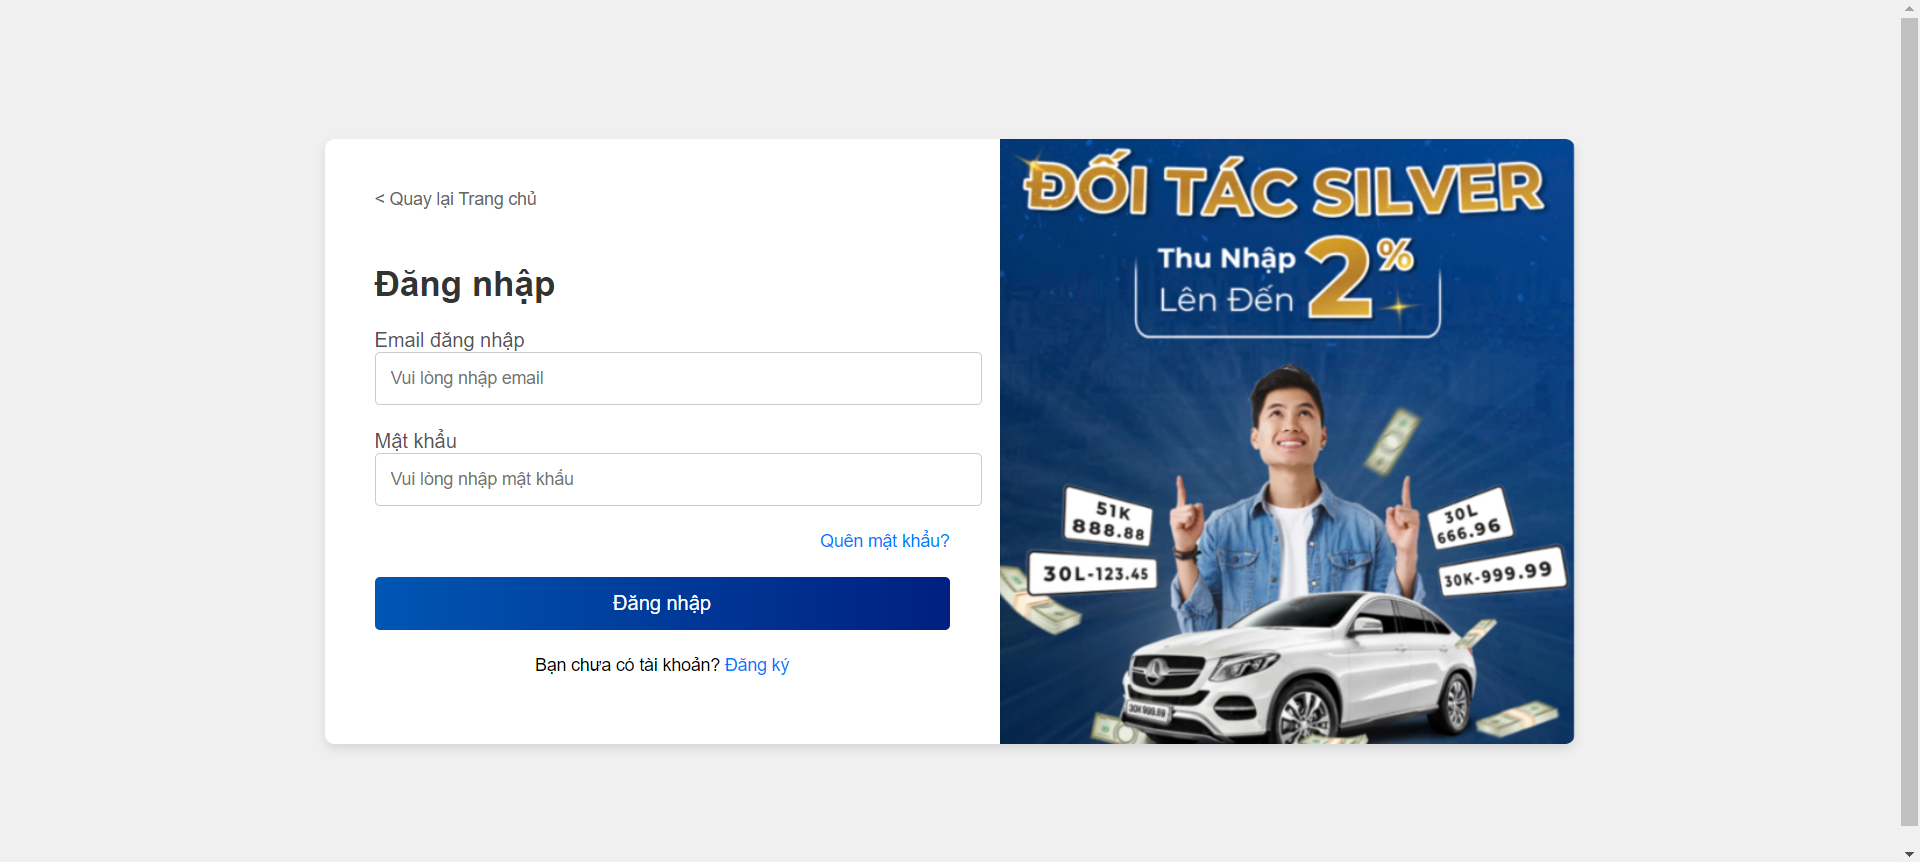 < Quay lại Trang chủ
Đăng nhập
Email đăng nhập
Vui lòng nhập email
Mật khẩu
Vui lòng nhập mật khẩu
Quên mật khẩu?
Đăng nhập
Bạn chưa có tài khoản? Đăng ký
ĐỐI TÁC SILVER
Thu Nhập
Lên Đến
2%
51K
888.88
30L-123.45
30L
666.96
30K-999.99
30K 999.99